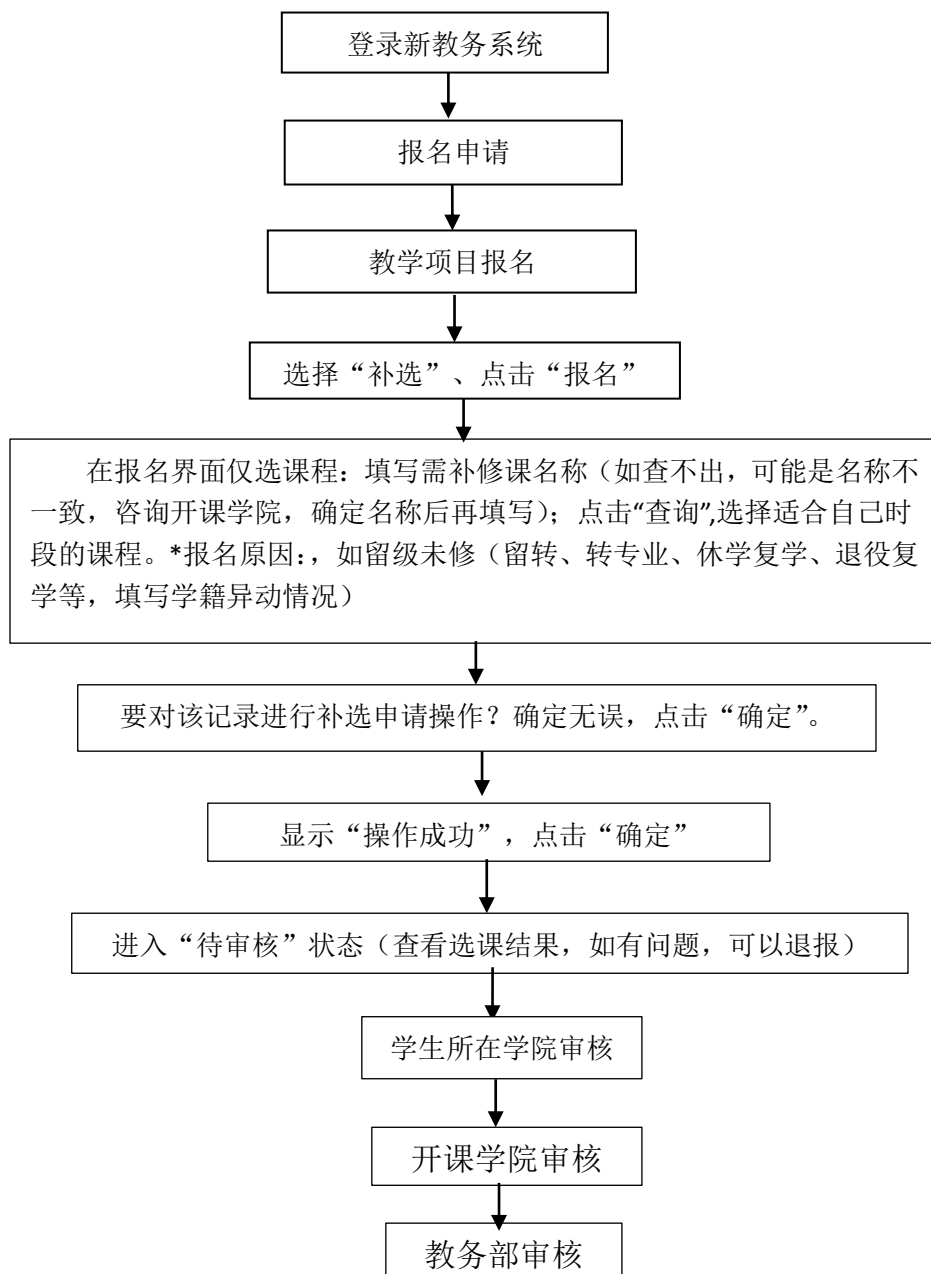 登录新教务系统
报名申请
教学项目报名
选择“补选”、点击“报名”
在报名界面仅选课程：填写需补修课名称（如查不出，可能是名称不
一致，咨询开课学院，确定名称后再填写）；点击“查询”,选择适合自己时
段的课程。*报名原因:，如留级未修（留转、转专业、休学复学、退役复
学等，填写学籍异动情况）
要对该记录进行补选申请操作？确定无误，点击“确定”。
显示“操作成功”，点击“确定”
进入“待审核”状态（查看选课结果，如有问题，可以退报）
学生所在学院审核
开课学院审核
教务部审核